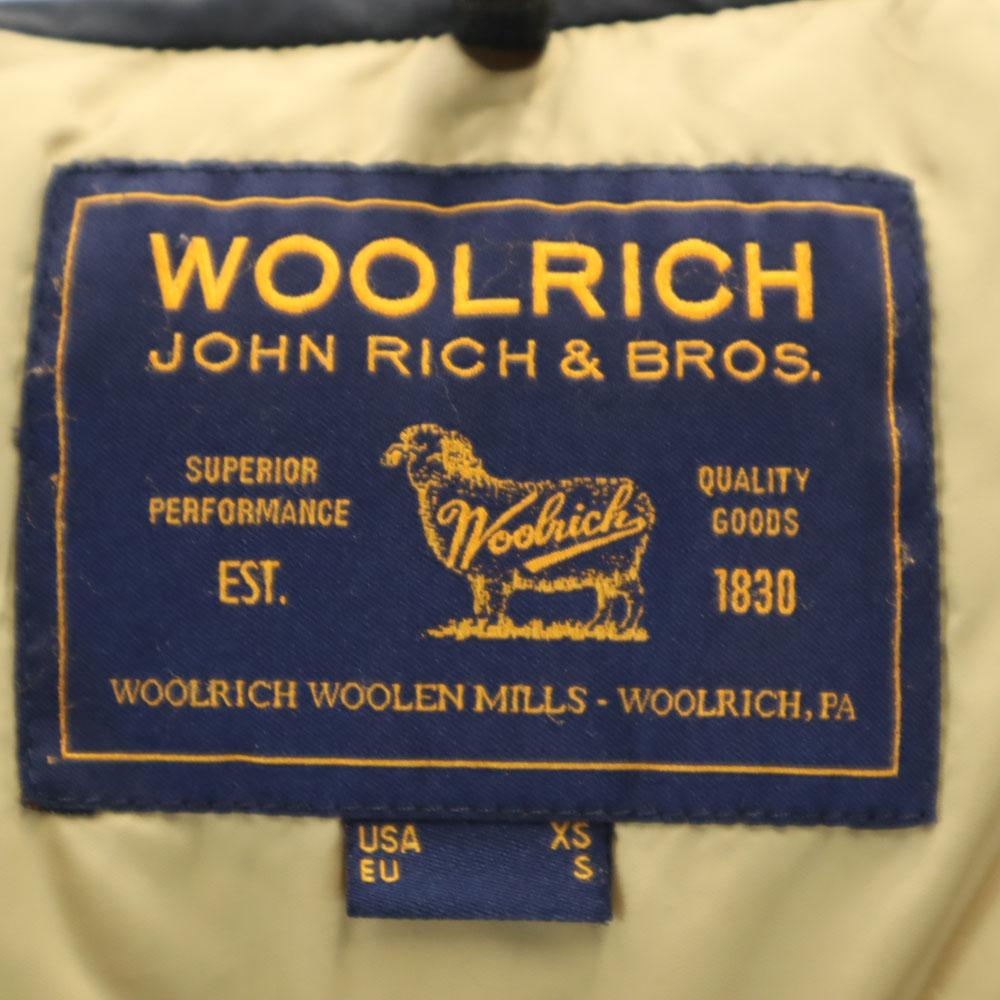 WOOLRICH
JOHN RICH & BROS.
SUPERIOR
PERFORMANCE
EST.
Woolrich
QUALITY
GOODS
1830
WOOLRICH WOOLEN MILLS - WOOLRICH, PA
USA XS
EU S